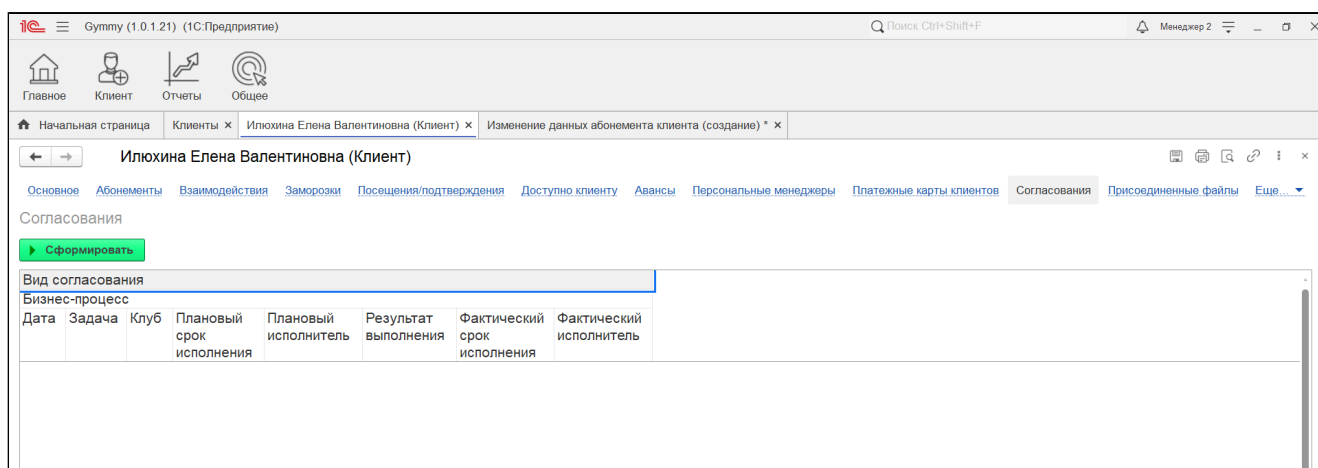 1С Gymmy (1.0.1.21) (1С:Предприятие) Поиск Ctrl+Shift+F Менеджер 2
Главное Клиент Отчеты Общее
Начальная страница Клиенты × Илюхина Елена Валентиновна (Клиент) × Изменение данных абонемента клиента (создание) * ×
Илюхина Елена Валентиновна (Клиент)
Основное Абонементы Взаимодействия Заморозки Посещения/подтверждения Доступно клиенту Авансы Персональные менеджеры Платежные карты клиентов Согласования Присоединенные файлы Еще...
Согласования
Сформировать
Вид согласования
Бизнес-процесс
Дата Задача Клуб Плановый Плановый Результат Фактический Фактический
срок исполнитель выполнения срок исполнитель
исполнения исполнения